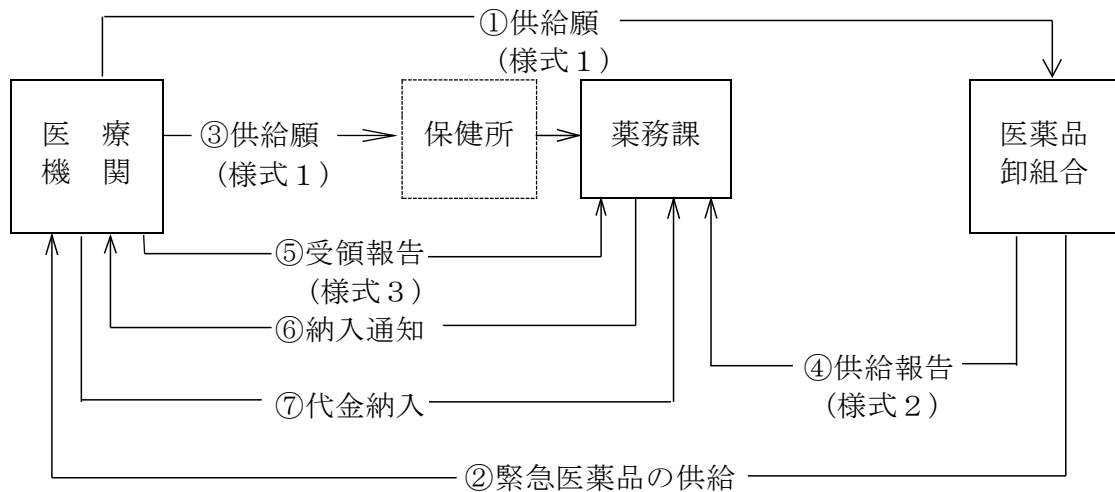 ①供給願
(様式１)
医　療
機　関
③供給願
(様式１)
保健所
薬務課
医薬品
卸組合
⑤受領報告
(様式３)
⑥納入通知
④供給報告
(様式２)
⑦代金納入
②緊急医薬品の供給